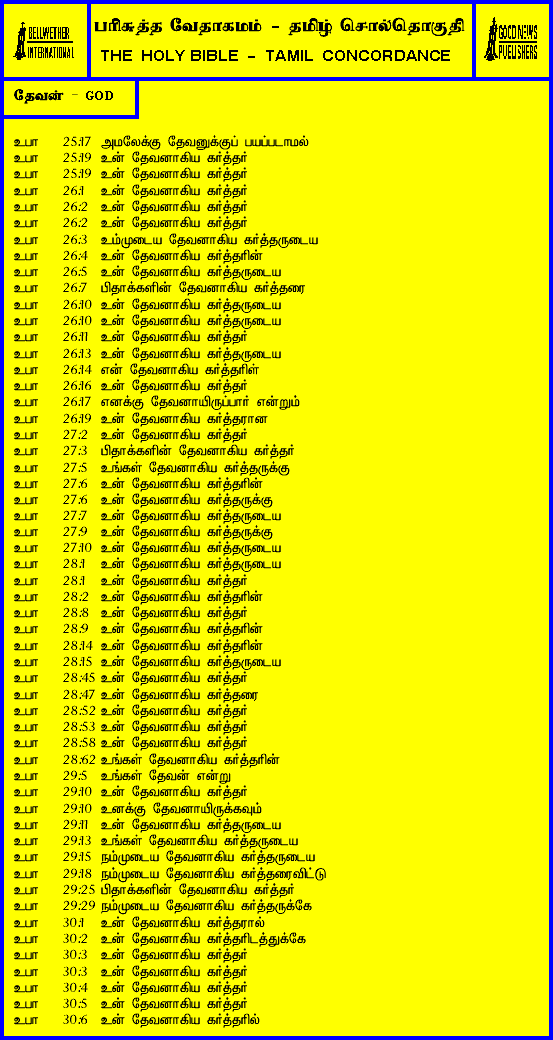 BELLWETHER
INTERNATIONAL
பரிசுத்த வேதாகமம் - தமிழ் சொல்தொகுதி
THE HOLY BIBLE - TAMIL CONCORDANCE
GOOD NEWS
PUBLISHERS
தேவன் - GOD
உபா 25:17 அமலேக்கு தேவனுக்குப் பயப்படாமல்
உபா 25:19 உன் தேவனாகிய கர்த்தர்
உபா 25:19 உன் தேவனாகிய கர்த்தர்
உபா 26:1 உன் தேவனாகிய கர்த்தர்
உபா 26:2 உன் தேவனாகிய கர்த்தர்
உபா 26:2 உன் தேவனாகிய கர்த்தர்
உபா 26:3 உம்முடைய தேவனாகிய கர்த்தருடைய
உபா 26:4 உன் தேவனாகிய கர்த்தரின்
உபா 26:5 உன் தேவனாகிய கர்த்தருடைய
உபா 26:7 பிதாக்களின் தேவனாகிய கர்த்தரை
உபா 26:10 உன் தேவனாகிய கர்த்தருடைய
உபா 26:10 உன் தேவனாகிய கர்த்தருடைய
உபா 26:11 உன் தேவனாகிய கர்த்தர்
உபா 26:13 உன் தேவனாகிய கர்த்தருடைய
உபா 26:14 என் தேவனாகிய கர்த்தரிள்
உபா 26:16 உன் தேவனாகிய கர்த்தர்
உபா 26:17 எனக்கு தேவனாயிருப்பார் என்றும்
உபா 26:19 உன் தேவனாகிய கர்த்தரான
உபா 27:2 உன் தேவனாகிய கர்த்தர்
உபா 27:3 பிதாக்களின் தேவனாகிய கர்த்தர்
உபா 27:5 உங்கள் தேவனாகிய கர்த்தருக்கு
உபா 27:6 உன் தேவனாகிய கர்த்தரின்
உபா 27:6 உன் தேவனாகிய கர்த்தருக்கு
உபா 27:7 உன் தேவனாகிய கர்த்தருடைய
உபா 27:9 உன் தேவனாகிய கர்த்தருக்கு
உபா 27:10 உன் தேவனாகிய கர்த்தருடைய
உபா 28:1 உன் தேவனாகிய கர்த்தருடைய
உபா 28:1 உன் தேவனாகிய கர்த்தர்
உபா 28:2 உன் தேவனாகிய கர்த்தரின்
உபா 28:8 உன் தேவனாகிய கர்த்தர்
உபா 28:9 உன் தேவனாகிய கர்த்தரின்
உபா 28:14 உன் தேவனாகிய கர்த்தரின்
உபா 28:15 உன் தேவனாகிய கர்த்தருடைய
உபா 28:45 உன் தேவனாகிய கர்த்தர்
உபா 28:47 உன் தேவனாகிய கர்த்தரை
உபா 28:52 உன் தேவனாகிய கர்த்தர்
உபா 28:53 உன் தேவனாகிய கர்த்தர்
உபா 28:58 உன் தேவனாகிய கர்த்தர்
உபா 28:62 உங்கள் தேவனாகிய கர்த்தரின்
உபா 29:5 உங்கள் தேவன் என்று
உபா 29:10 உன் தேவனாகிய கர்த்தர்
உபா 29:10 உனக்கு தேவனாயிருக்கவும்
உபா 29:11 உன் தேவனாகிய கர்த்தருடைய
உபா 29:13 உங்கள் தேவனாகிய கர்த்தருடைய
உபா 29:15 நம்முடைய தேவனாகிய கர்த்தருடைய
உபா 29:18 நம்முடைய தேவனாகிய கர்த்தரைவிட்டு
உபா 29:25 பிதாக்களின் தேவனாகிய கர்த்தர்
உபா 29:29 நம்முடைய தேவனாகிய கர்த்தருக்கே
உபா 30:1 உன் தேவனாகிய கர்த்தரால்
உபா 30:2 உன் தேவனாகிய கர்த்தரிடத்துக்கே
உபா 30:3 உன் தேவனாகிய கர்த்தர்
உபா 30:3 உன் தேவனாகிய கர்த்தர்
உபா 30:4 உன் தேவனாகிய கர்த்தர்
உபா 30:5 உன் தேவனாகிய கர்த்தர்
உபா 30:6 உன் தேவனாகிய கர்த்தரில்